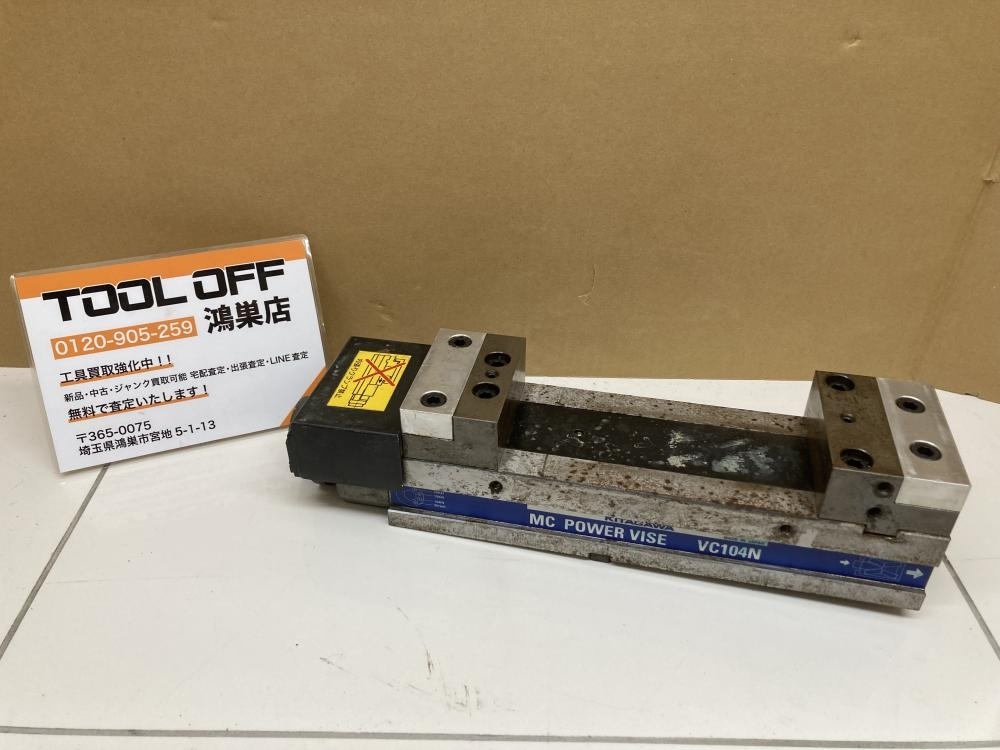 TOOL OFF
0120-905-259 鴻巣店
工具買取強化中！！
新品・中古・ジャンク買取可能 宅配査定・出張査定・LINE査定
無料で査定いたします！
〒365-0075
埼玉県鴻巣市宮地 5-1-13
KITAGAWA
MC POWER VISE VC104N